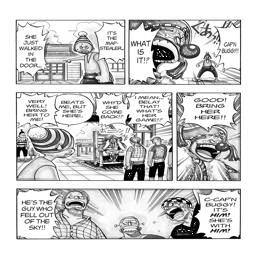 SHE
JUST
WALKED
IN
THE
DOOR...
IT'S
THE
MAP
STEALER...
WHAT
IS
IT!?
CAP'N
BUGGY!!
VERY
WELL!
BRING
HER TO
ME!
BEATS
ME, BUT
SHE'S
HERE.
WHY'D
SHE
COME
BACK!?
I MEAN...
BELAY
THAT!
WHAT'S
HER
GAME!?
GOOD!
BRING
HER
HERE!!
HE'S THE
GUY WHO
FELL OUT
OF THE
SKY!!
C-CAP'N
BUGGY!
IT'S
HIM!
SHE'S
WITH
HIM!